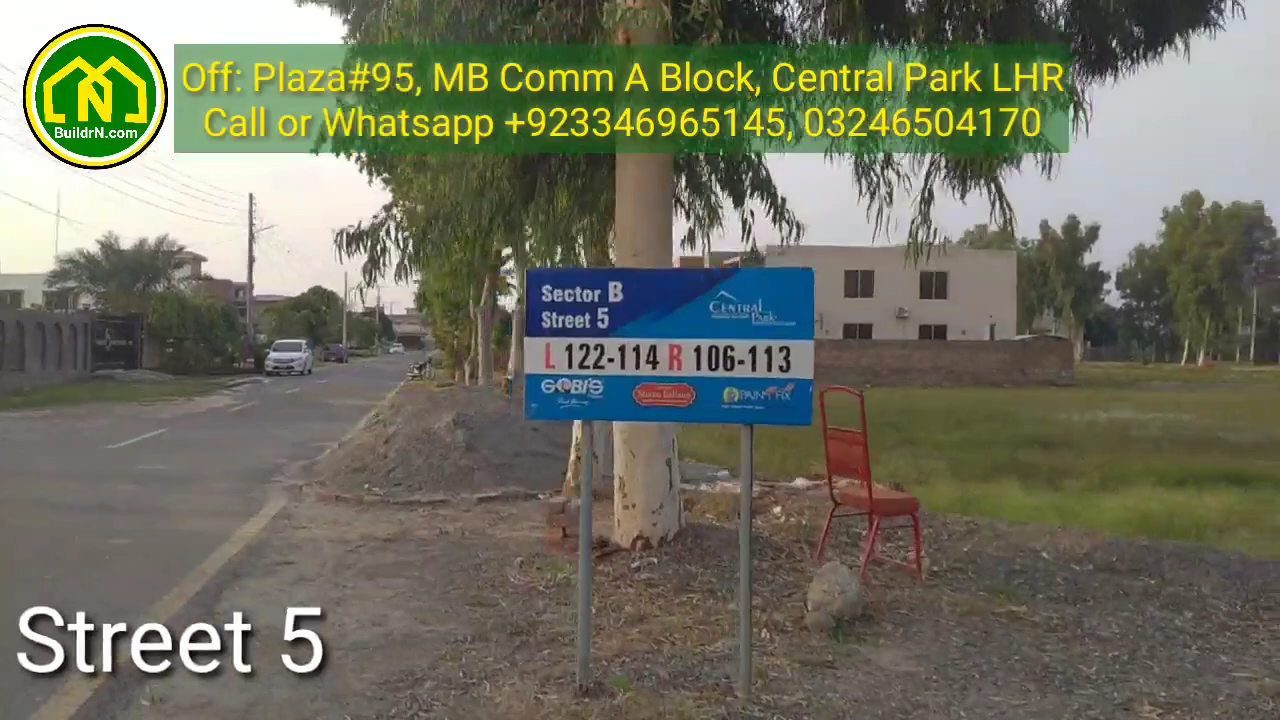 Off: Plaza#95, MB Comm A Block, Central Park LHR
Call or Whatsapp +923346965145, 03246504170
N
BuildrN.com
Sector B
Street 5
CENTRAL
Park
L 122-114 R 106-113
GOBI'S
PAINT FIX
Street 5